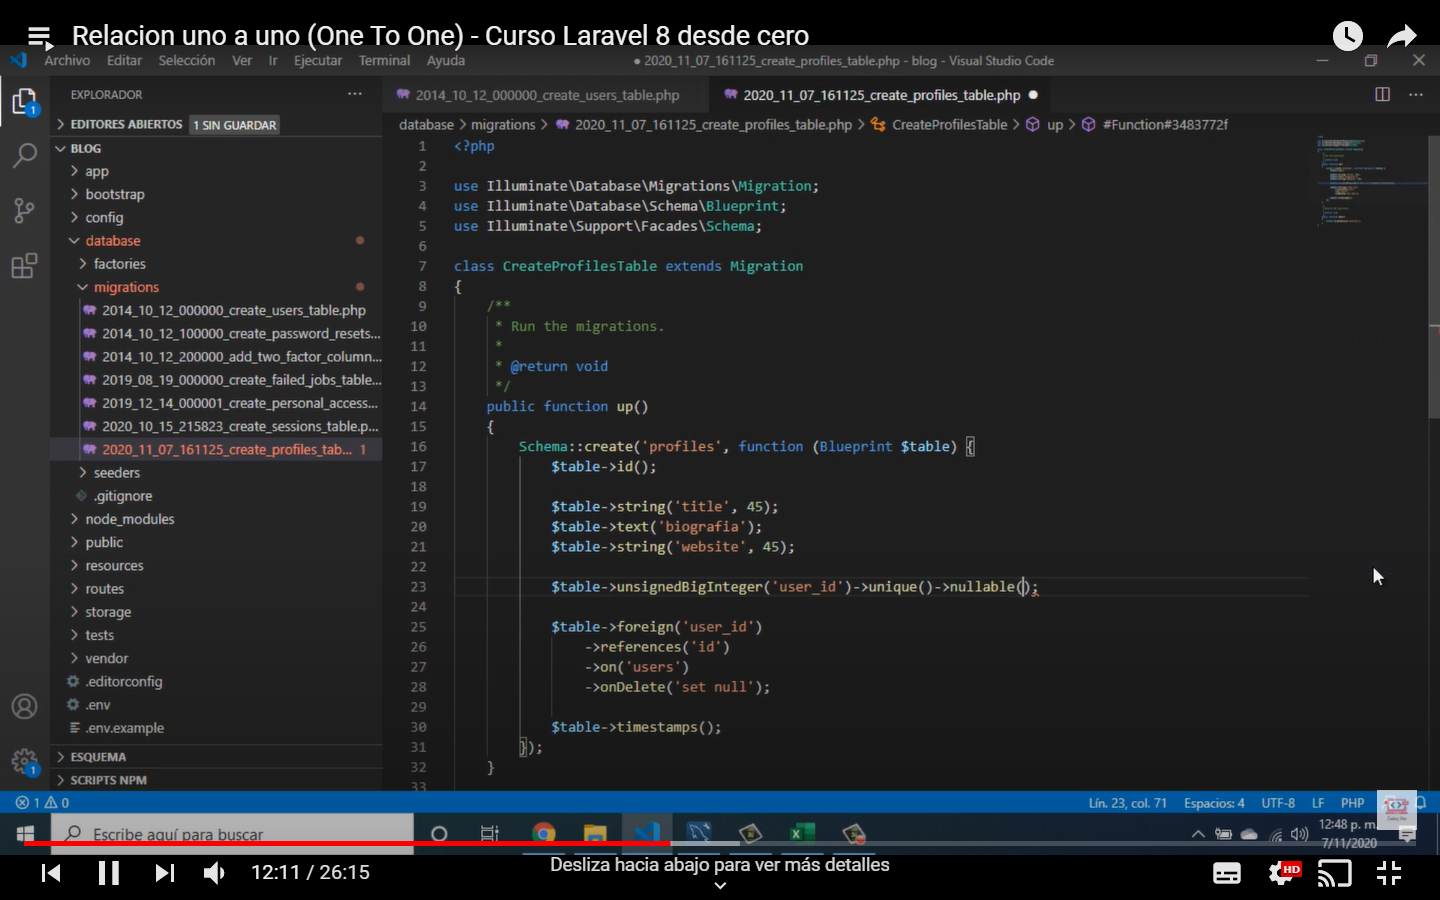 Relacion uno a uno (One To One) - Curso Laravel 8 desde cero
Archivo Editar Selección Ver Ir Ejecutar Terminal Ayuda
● 2020_11_07_161125_create_profiles_table.php - blog - Visual Studio Code
EXPLORADOR ...
2014_10_12_000000_create_users_table.php
2020_11_07_161125_create_profiles_table.php ●
EDITORES ABIERTOS 1 SIN GUARDAR
database > migrations > 2020_11_07_161125_create_profiles_table.php > CreateProfilesTable > up > #Function#3483772f
BLOG
app
bootstrap
config
database
factories
migrations
2014_10_12_000000_create_users_table.php
2014_10_12_100000_create_password_resets...
2014_10_12_200000_add_two_factor_column...
2019_08_19_000000_create_failed_jobs_table...
2019_12_14_000001_create_personal_access...
2020_10_15_215823_create_sessions_table.p...
2020_11_07_161125_create_profiles_tab... 1
seeders
.gitignore
node_modules
public
resources
routes
storage
tests
vendor
.editorconfig
.env
.env.example
ESQUEMA
SCRIPTS NPM
1 <?php
2
3 use Illuminate\Database\Migrations\Migration;
4 use Illuminate\Database\Schema\Blueprint;
5 use Illuminate\Support\Facades\Schema;
6
7 class CreateProfilesTable extends Migration
8 {
9 /**
10 * Run the migrations.
11 *
12 * @return void
13 */
14 public function up()
15 {
16 Schema::create('profiles', function (Blueprint $table) {
17 $table->id();
18
19 $table->string('title', 45);
20 $table->text('biografia');
21 $table->string('website', 45);
22
23 $table->unsignedBigInteger('user_id')->unique()->nullable();
24
25 $table->foreign('user_id')
26 ->references('id')
27 ->on('users')
28 ->onDelete('set null');
29
30 $table->timestamps();
31 });
32 }
33
1 0
Lín. 23, col. 71 Espacios: 4 UTF-8 LF PHP
Escribe aquí para buscar
12:48 p. m.
7/11/2020
12:11 / 26:15
Desliza hacia abajo para ver más detalles
HD